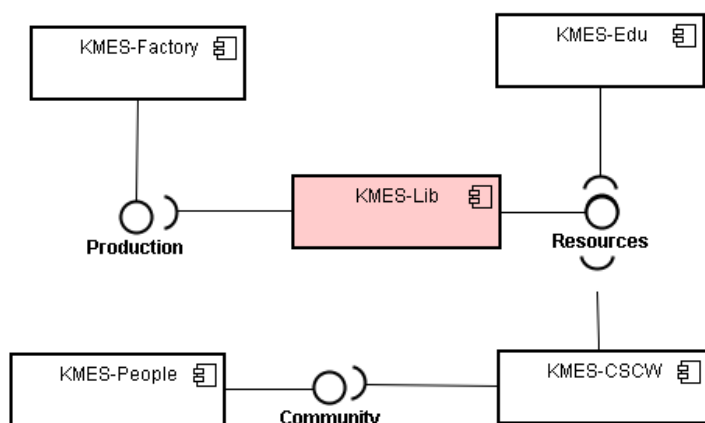 KMES-Factory
KMES-Edu
KMES-Lib
Production
Resources
KMES-People
KMES-CSCW
Community